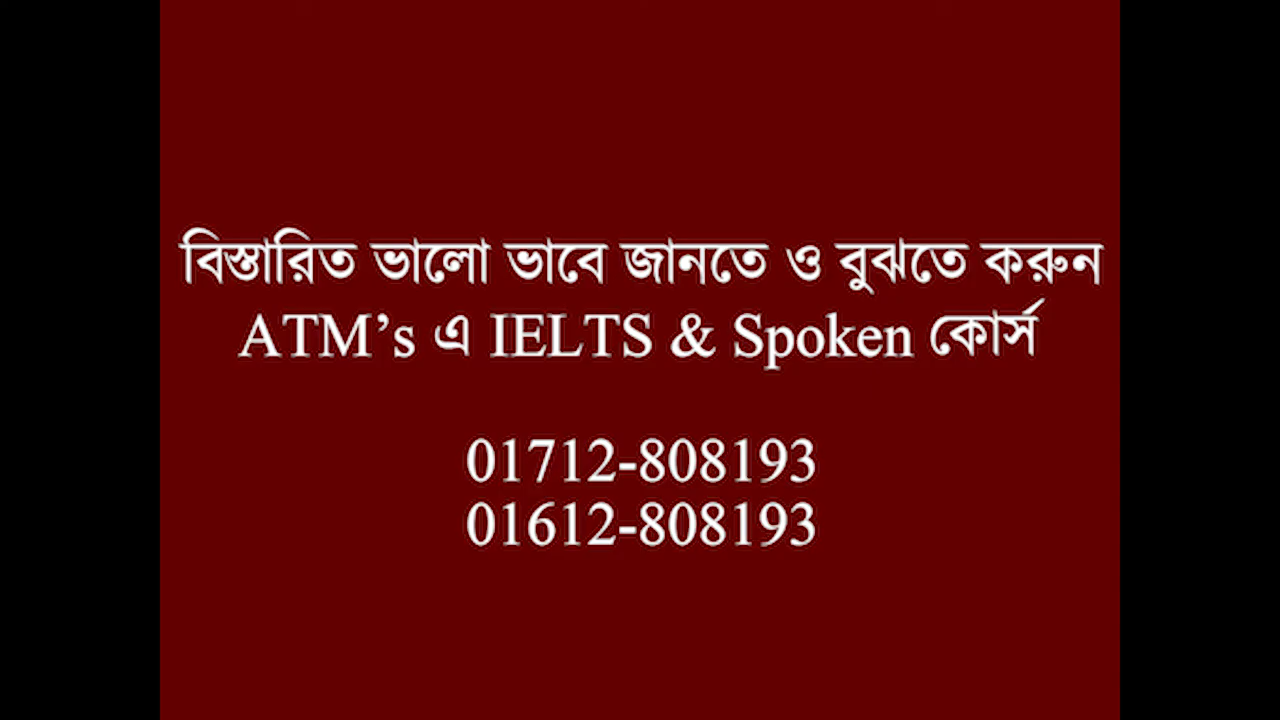 বিস্তারিত ভালো ভাবে জানতে ও বুঝতে করুন
ATM’s এ IELTS & Spoken কোর্স
01712-808193
01612-808193